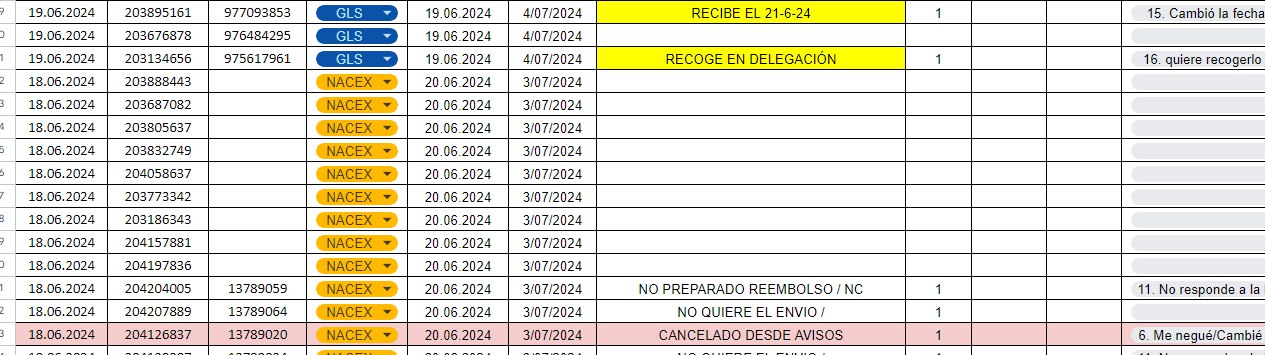 19.06.2024 203895161 977093853 GLS 19.06.2024 4/07/2024 RECIBE EL 21-6-24 1 15. Cambió la fecha
19.06.2024 203676878 976484295 GLS 19.06.2024 4/07/2024
19.06.2024 203134656 975617961 GLS 19.06.2024 4/07/2024 RECOGE EN DELEGACIÓN 1 16. quiere recogerlo
18.06.2024 203888443 NACEX 20.06.2024 3/07/2024
18.06.2024 203687082 NACEX 20.06.2024 3/07/2024
18.06.2024 203805637 NACEX 20.06.2024 3/07/2024
18.06.2024 203832749 NACEX 20.06.2024 3/07/2024
18.06.2024 204058637 NACEX 20.06.2024 3/07/2024
18.06.2024 203773342 NACEX 20.06.2024 3/07/2024
18.06.2024 203186343 NACEX 20.06.2024 3/07/2024
18.06.2024 204157881 NACEX 20.06.2024 3/07/2024
18.06.2024 204197836 NACEX 20.06.2024 3/07/2024
18.06.2024 204204005 13789059 NACEX 20.06.2024 3/07/2024 NO PREPARADO REEMBOLSO / NC 1 11. No responde a la
18.06.2024 204207889 13789064 NACEX 20.06.2024 3/07/2024 NO QUIERE EL ENVIO / 1
18.06.2024 204126837 13789020 NACEX 20.06.2024 3/07/2024 CANCELADO DESDE AVISOS 1 6. Me negué/Cambié